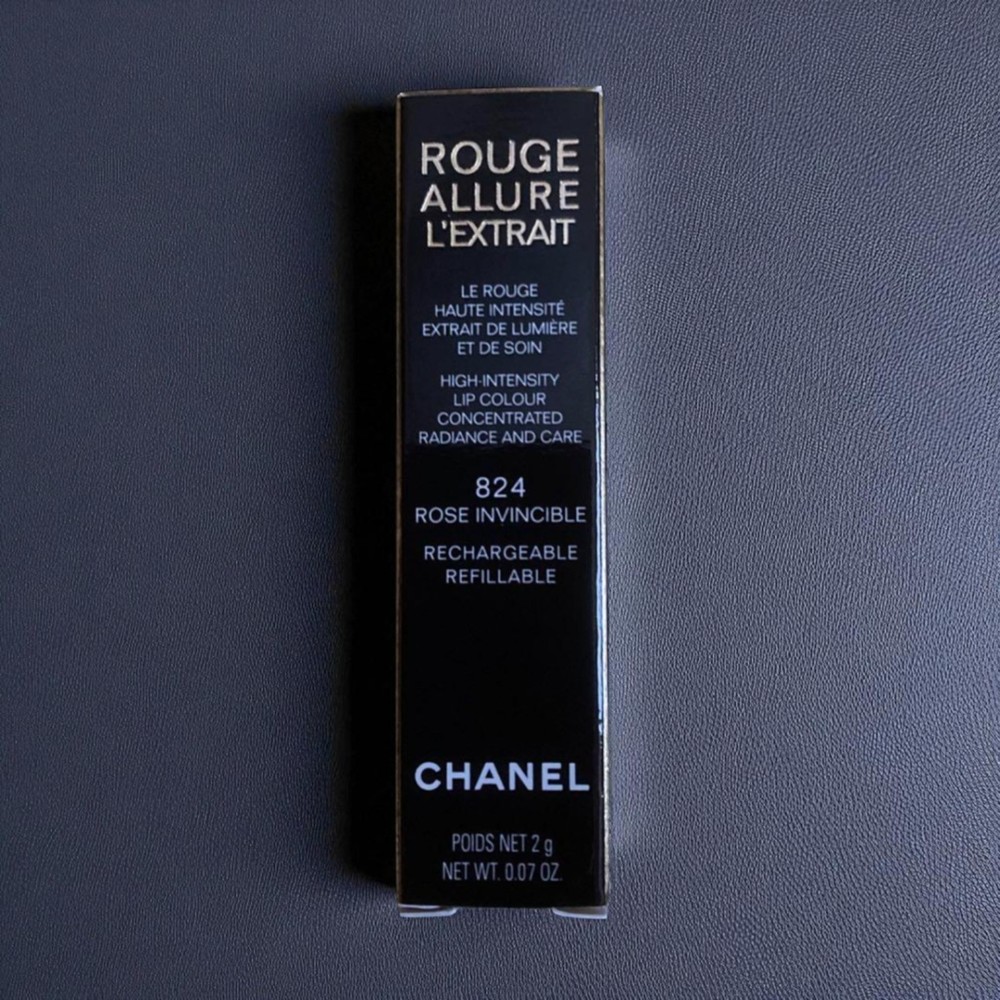 ROUGE
ALLURE
L'EXTRAIT
LE ROUGE
HAUTE INTENSITÉ
EXTRAIT DE LUMIÈRE
ET DE SOIN
HIGH-INTENSITY
LIP COLOUR
CONCENTRATED
RADIANCE AND CARE
824
ROSE INVINCIBLE
RECHARGEABLE
REFILLABLE
CHANEL
POIDS NET 2 g
NET WT. 0.07 OZ.